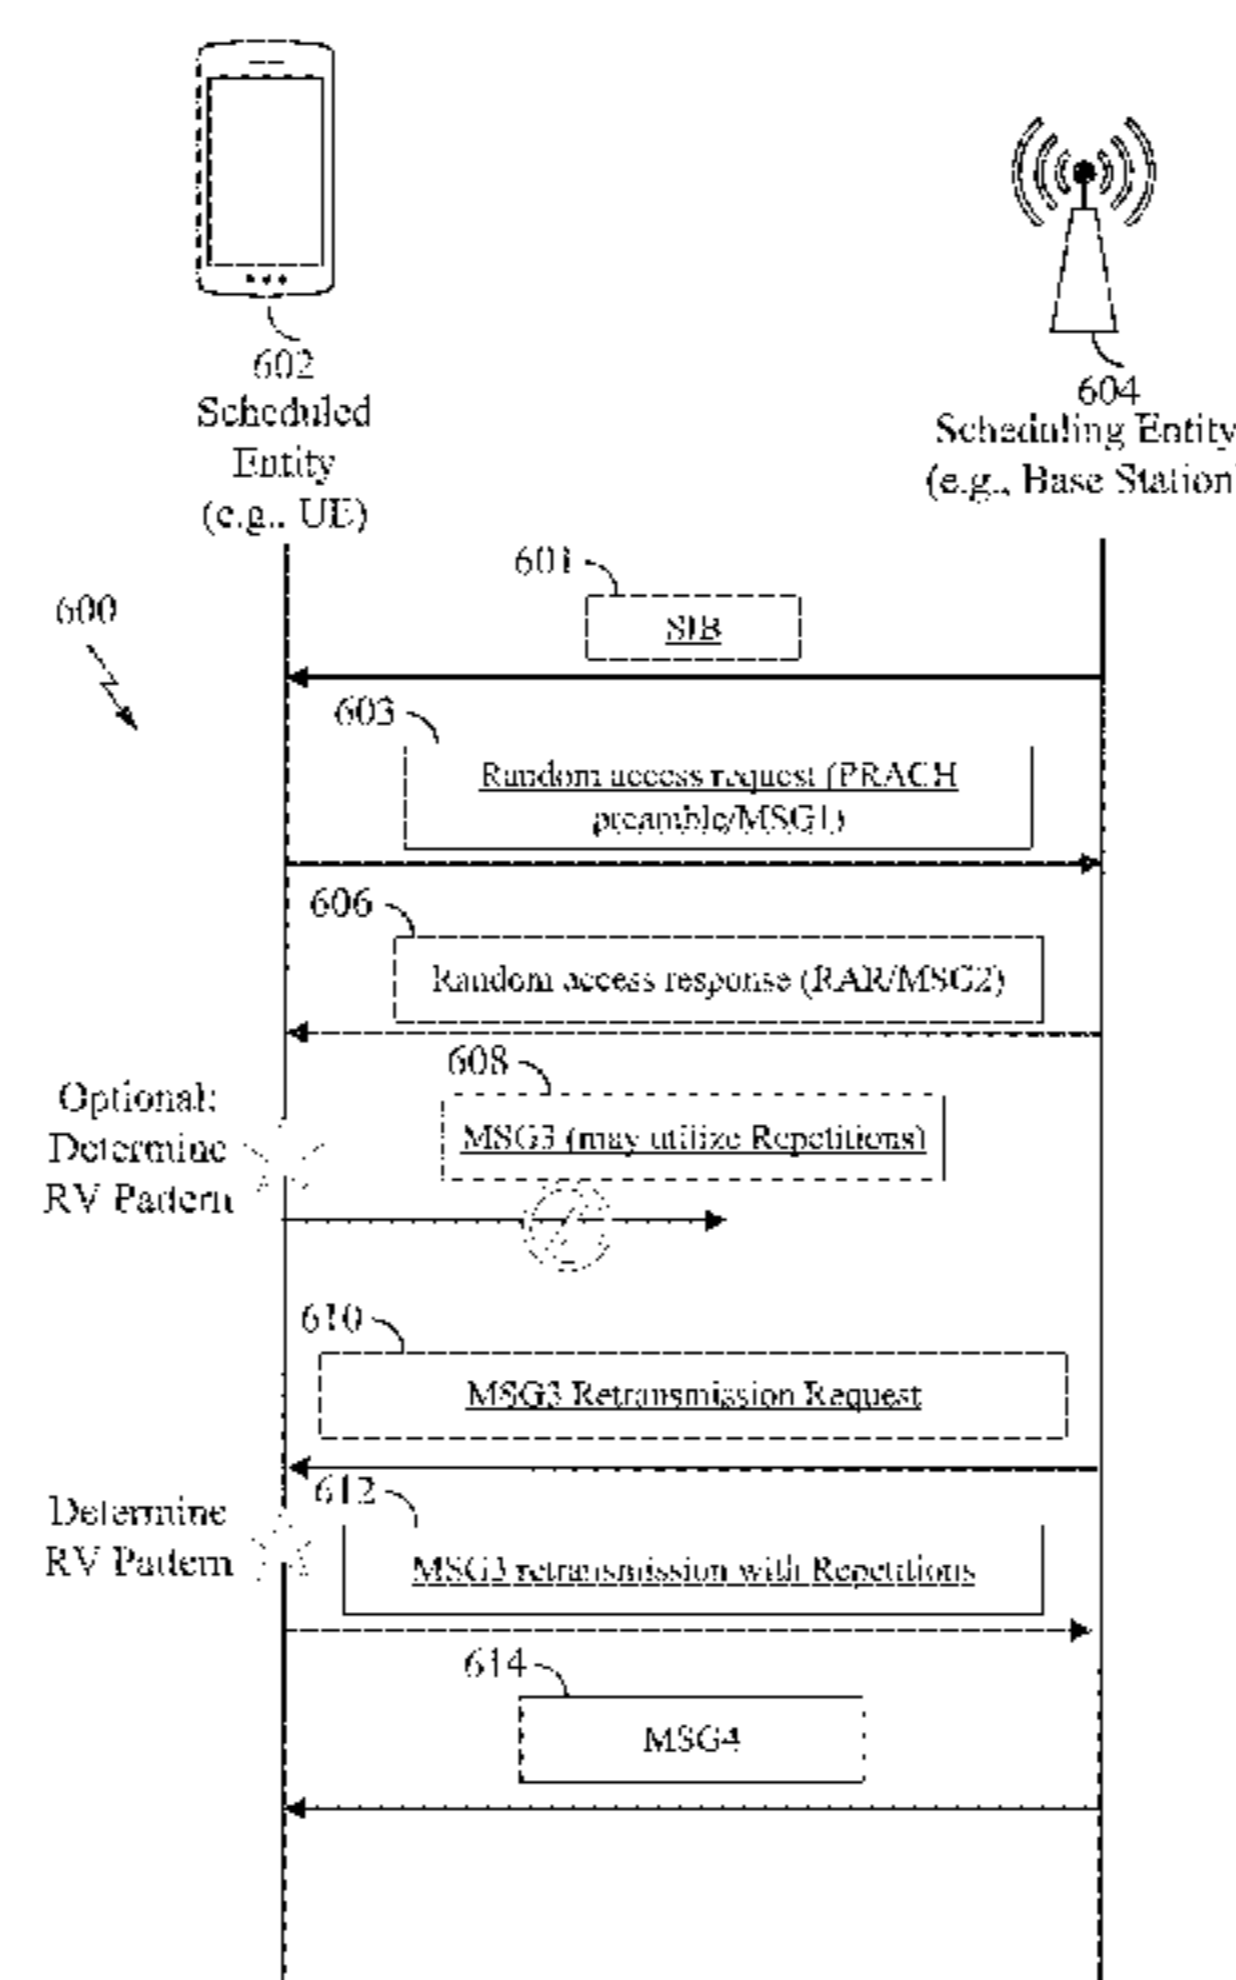 602
Scheduled
Entity
(e.g., UE)
604
Scheduling Entity
(e.g., Base Station)
600
601
SIB
603
Random access request (PRACH
preamble/MSG1)
606
Random access response (RAR/MSG2)
Optional:
Determine
RV Pattern
608
MSG3 (may utilize Repetitions)
610
MSG3 Retransmission Request
Determine
RV Pattern
612
MSG3 retransmission with Repetitions
614
MSG4